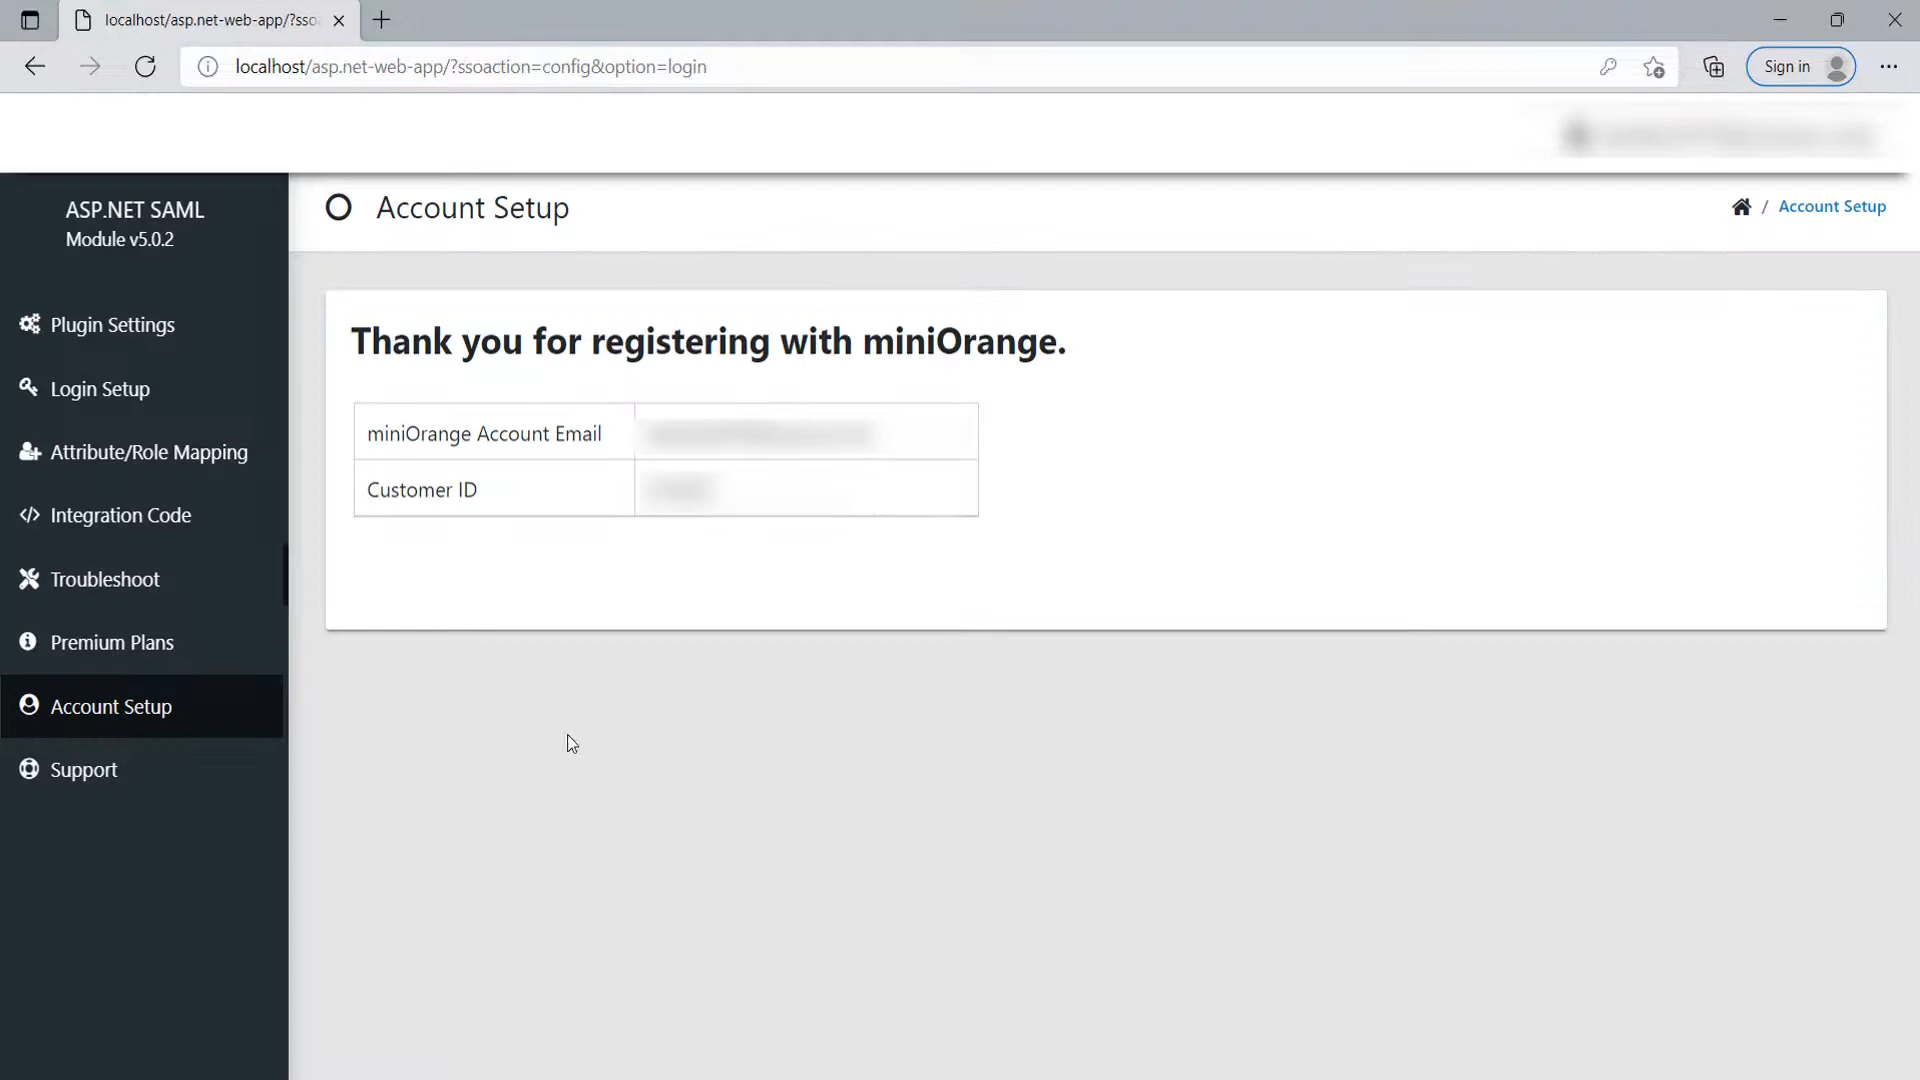 localhost/asp.net-web-app/?sso
localhost/asp.net-web-app/?ssoaction=config&option=login
Sign in
ASP.NET SAML
Module v5.0.2
Account Setup
/ Account Setup
Plugin Settings
Login Setup
Attribute/Role Mapping
Integration Code
Troubleshoot
Premium Plans
Account Setup
Support
Thank you for registering with miniOrange.
miniOrange Account Email
Customer ID